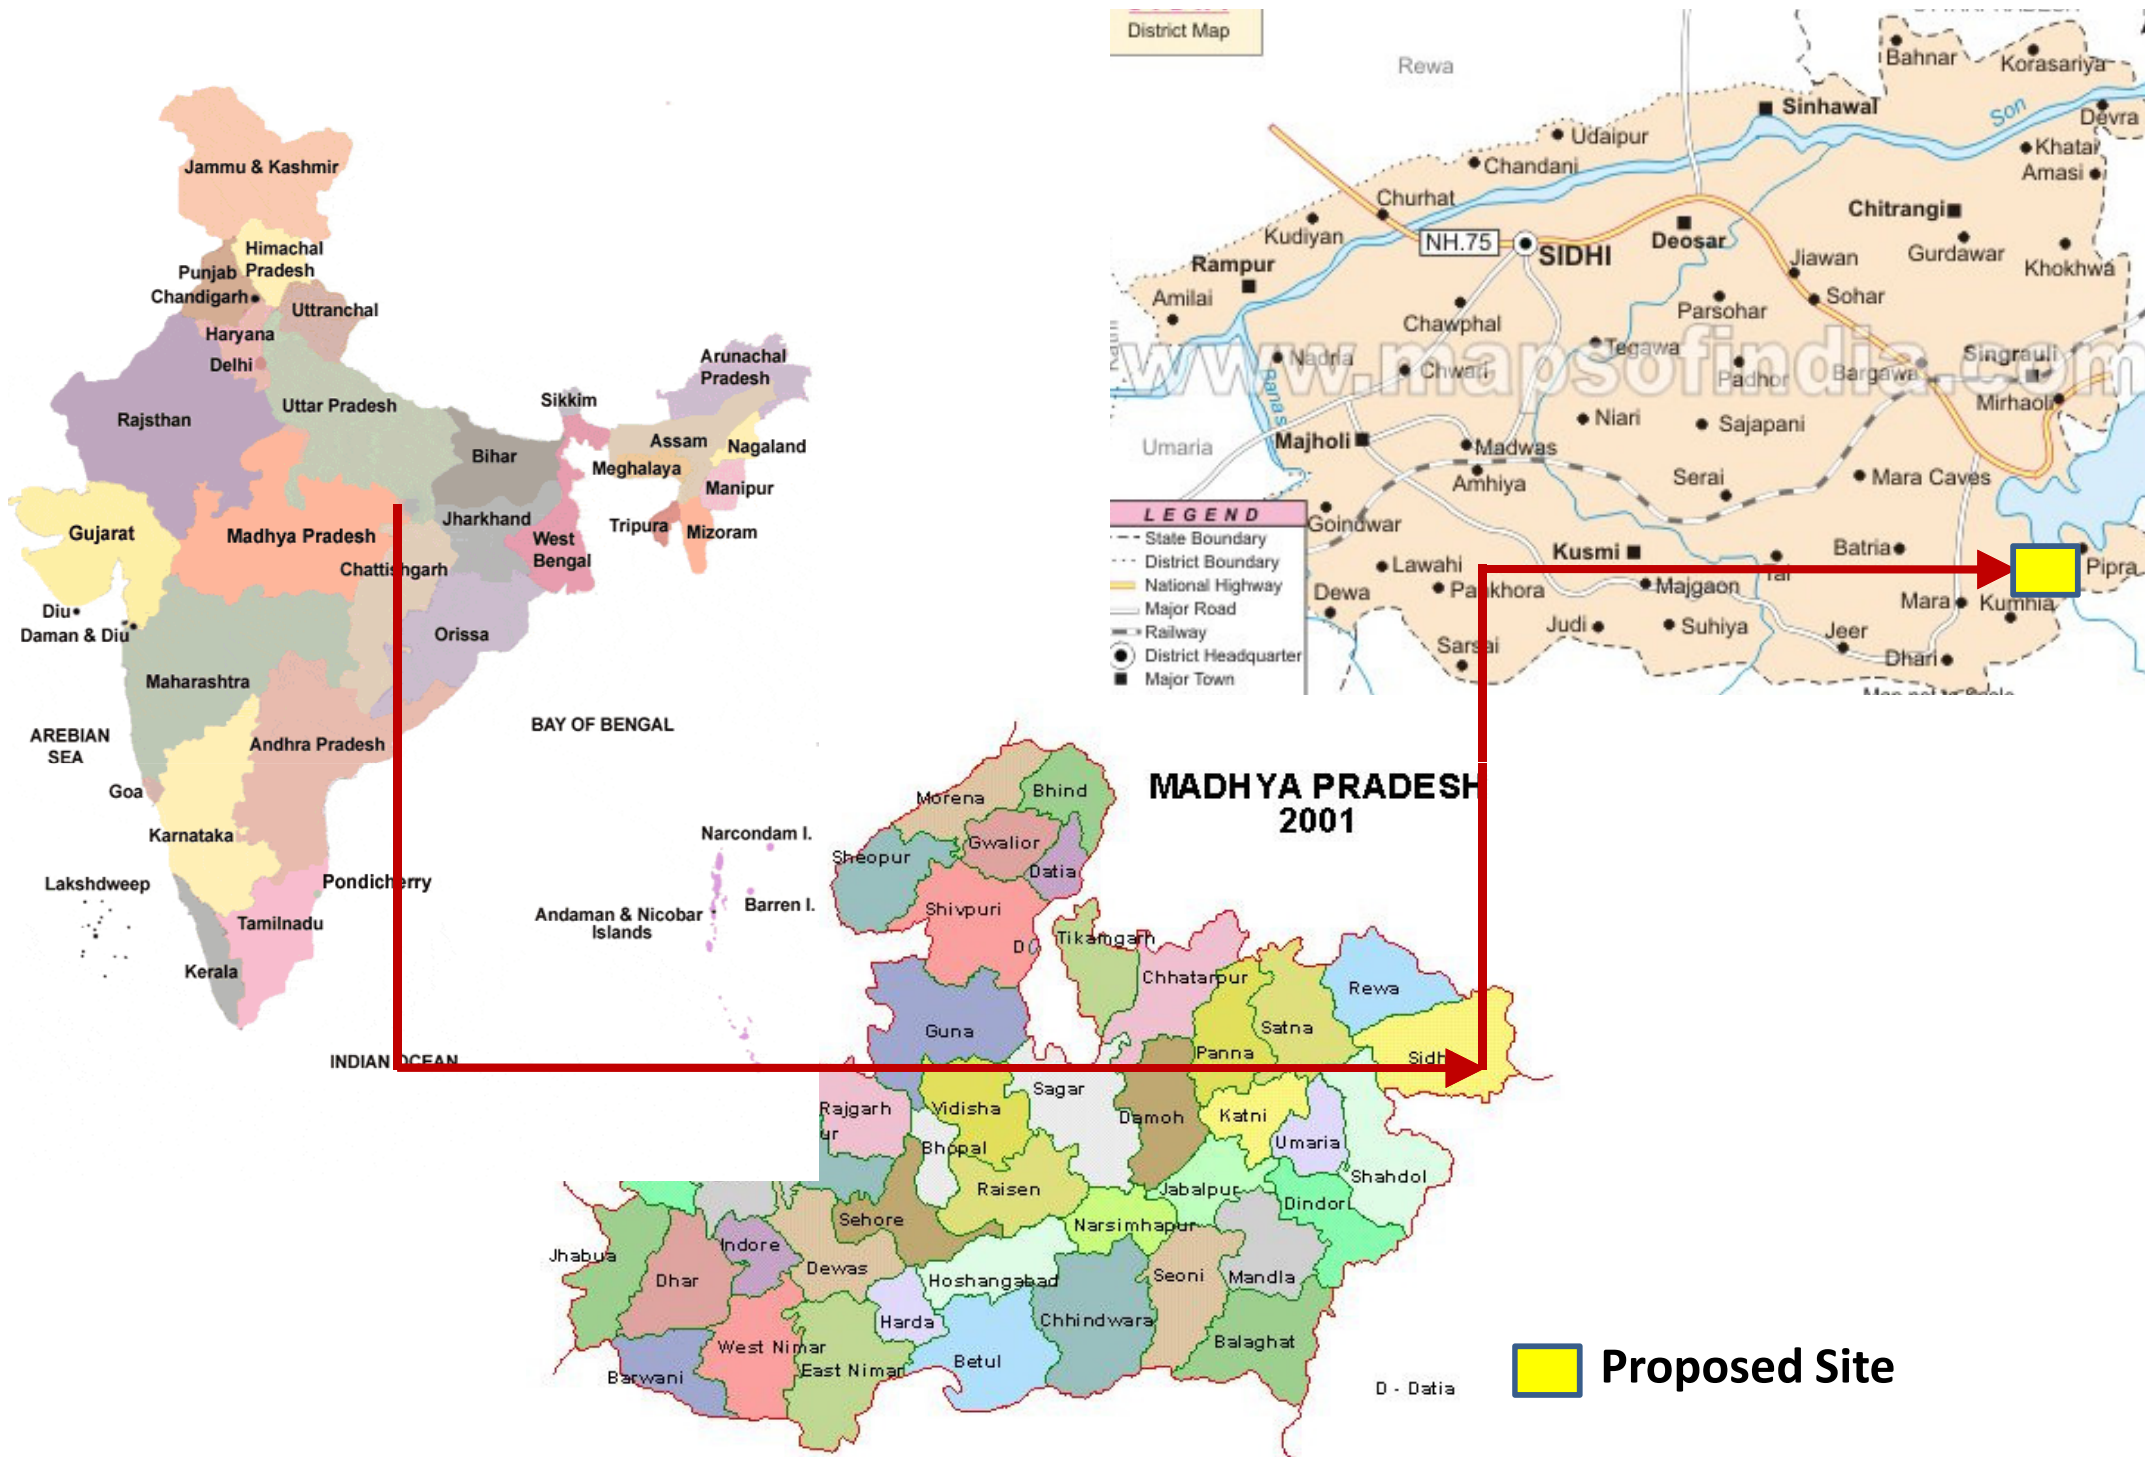 Jammu & Kashmir
Himachal
Pradesh
Punjab
Chandigarh
Uttranchal
Haryana
Delhi
Arunachal
Pradesh
Rajsthan
Uttar Pradesh
Sikkim
Assam
Nagaland
Bihar
Meghalaya
Manipur
Gujarat
Madhya Pradesh
Jharkhand
Tripura
Mizoram
West
Bengal
Chattishgarh
Diu
Daman & Diu
Orissa
Maharashtra
BAY OF BENGAL
AREBIAN
SEA
Andhra Pradesh
Goa
Karnataka
Narcondam I.
Lakshdweep
Pondicherry
Barren I.
Andaman & Nicobar
Islands
Tamilnadu
Kerala
INDIAN OCEAN
District Map
Rewa
Bahnar
Korasariya
Sinhawal
Son
Devra
Udaipur
Khatai
Chandani
Amasi
Churhat
Chitrangi
Kudiyan
NH.75
SIDHI
Deosar
Gurdawar
Rampur
Jiawan
Khokhwa
Amilai
Sohar
Parsohar
Chawphal
www.mapsofindia.com
Nadria
Tegawa
Singrauli
Chwari
Padhor
Bargawa
Banas
Mirhaoli
Niari
Sajapani
Umaria
Majholi
Madwas
Serai
Mara Caves
Amhiya
Goindwar
LEGEND
State Boundary
District Boundary
National Highway
Major Road
Railway
District Headquarter
Major Town
Kusmi
Batria
Lawahi
Tal
Pipra
Dewa
Pankhora
Majgaon
Mara
Kumhia
Judi
Suhiya
Jeer
Sarsai
Dhari
MADHYA PRADESH
2001
Morena
Bhind
Gwalior
Sheopur
Datia
Shivpuri
D
Tikamgarh
Chhatarpur
Rewa
Guna
Satna
Panna
Sidhi
Sagar
Rajgarh
Vidisha
Damoh
Katni
ur
Bhopal
Umaria
Shahdol
Raisen
Jabalpur
Dindori
Sehore
Narsimhapur
Indore
Jhabua
Dewas
Dhar
Hoshangabad
Seoni
Mandla
Harda
Chhindwara
West Nimar
Balaghat
East Nimar
Betul
Barwani
D - Datia
Proposed Site